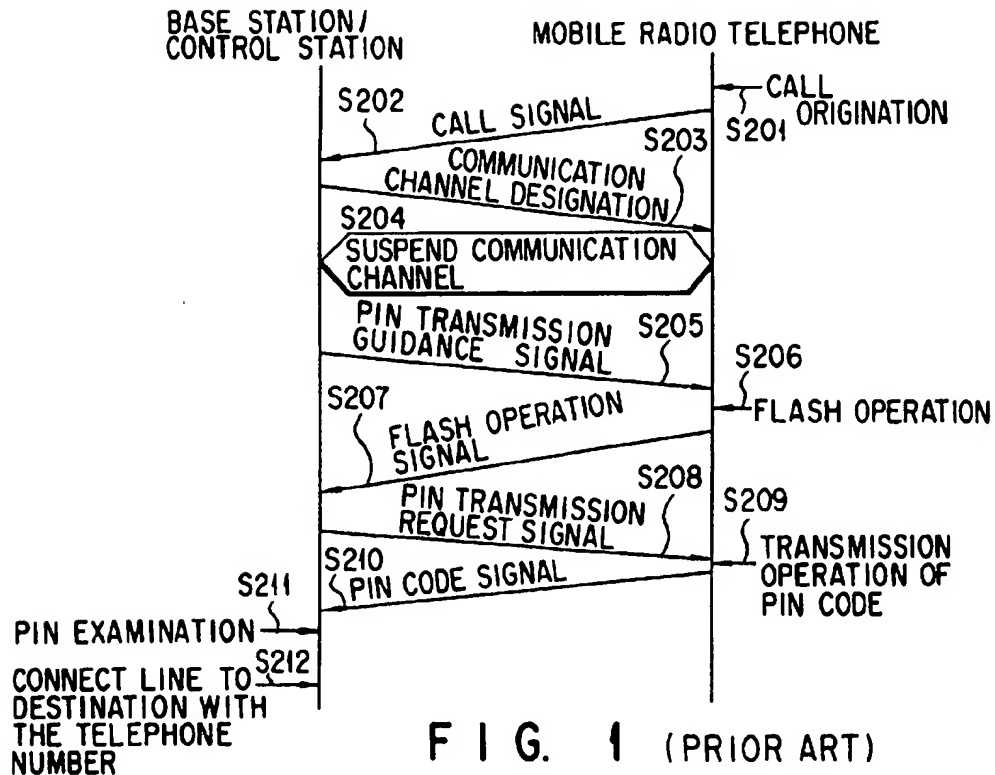 BASE STATION/
CONTROL STATION
MOBILE RADIO TELEPHONE
CALL
ORIGINATION
S201
S202
CALL SIGNAL
S203
COMMUNICATION
CHANNEL DESIGNATION
S204
SUSPEND COMMUNICATION
CHANNEL
PIN TRANSMISSION
GUIDANCE SIGNAL
S205
S206
FLASH OPERATION
S207
FLASH OPERATION
SIGNAL
S208
PIN TRANSMISSION
REQUEST SIGNAL
S209
TRANSMISSION
OPERATION OF
PIN CODE
S210
PIN CODE SIGNAL
S211
PIN EXAMINATION
S212
CONNECT LINE TO
DESTINATION WITH
THE TELEPHONE
NUMBER
FIG. 1 (PRIOR ART)